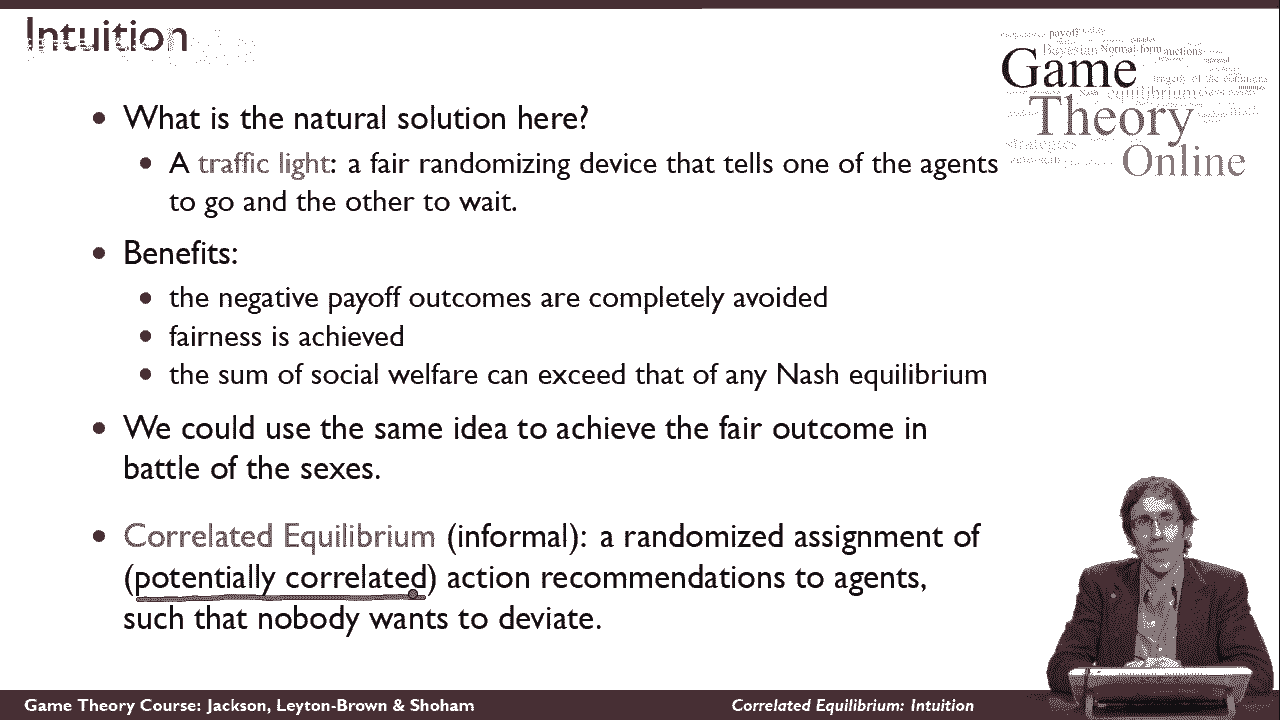 Intuition
What is the natural solution here?
A traffic light: a fair randomizing device that tells one of the agents
to go and the other to wait.
Benefits:
the negative payoff outcomes are completely avoided
fairness is achieved
the sum of social welfare can exceed that of any Nash equilibrium
We could use the same idea to achieve the fair outcome in
battle of the sexes.
Correlated Equilibrium (informal): a randomized assignment of
(potentially correlated) action recommendations to agents,
such that nobody wants to deviate.
Game
Theory
Online
payoff
Normal form auctions
equilibrium
Game Theory Course: Jackson, Leyton-Brown & Shoham
Correlated Equilibrium: Intuition